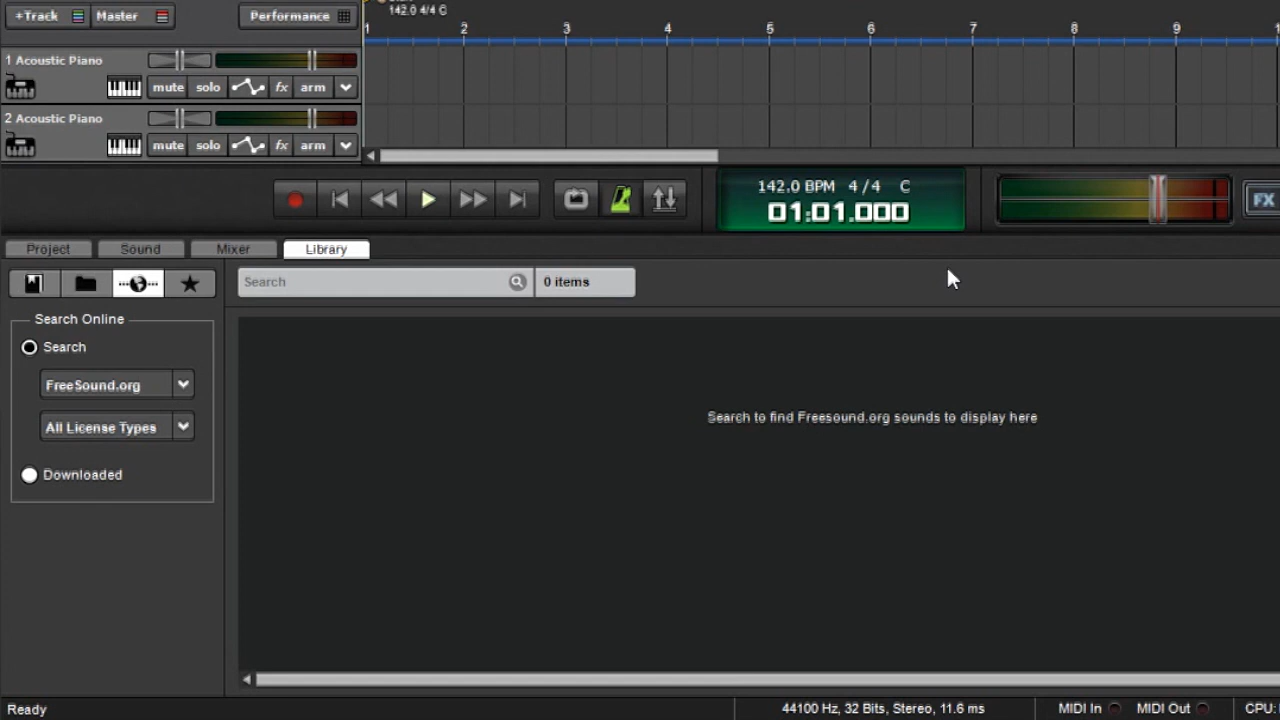 +Track Master Performance
142.0 4/4 C
1 2 3 4 5 6 7 8 9
1 Acoustic Piano
mute solo fx arm
2 Acoustic Piano
mute solo fx arm
142.0 BPM 4/4 C
01:01.000
FX
Project Sound Mixer Library
Search 0 items
Search Online
Search
FreeSound.org
All License Types
Downloaded
Search to find Freesound.org sounds to display here
Ready 44100 Hz, 32 Bits, Stereo, 11.6 ms MIDI In MIDI Out CPU: